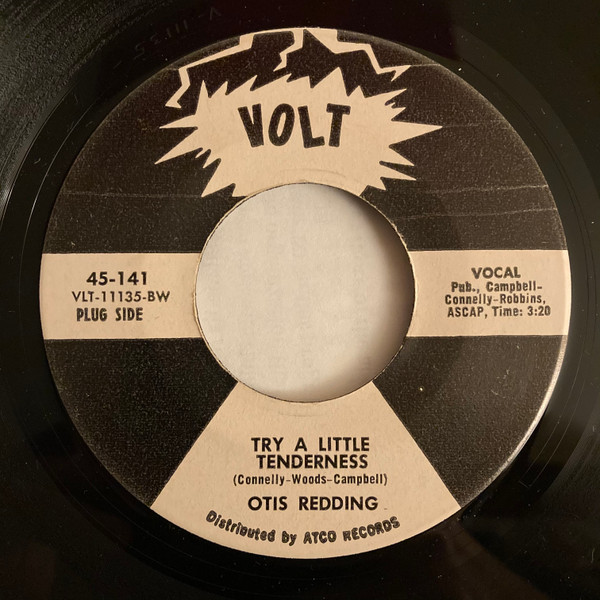 VOLT
45-141
VLT-11135-BW
PLUG SIDE
VOCAL
Pub., Campbell-
Connelly-Robbins,
ASCAP, Time: 3:20
TRY A LITTLE
TENDERNESS
(Connelly-Woods-Campbell)
OTIS REDDING
Distributed by ATCO RECORDS